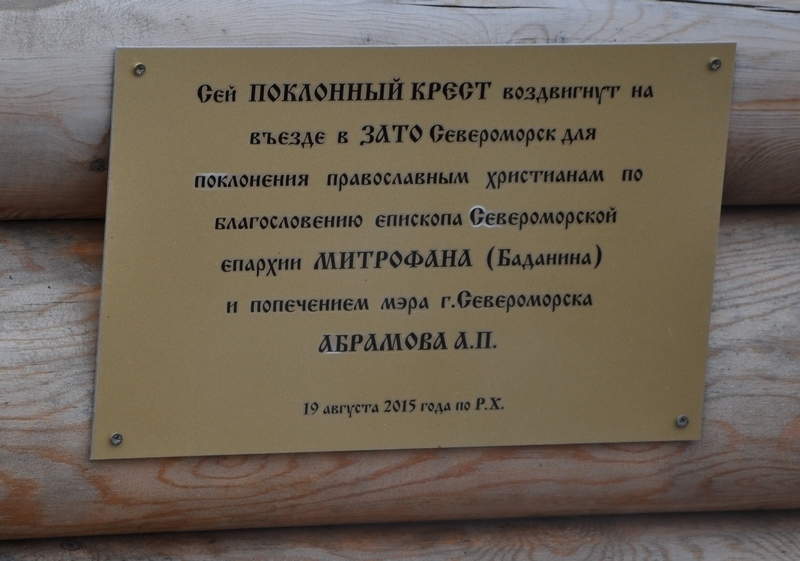 Сей ПОКЛОННЫЙ КРЕСТ воздвигнут на
въезде в ЗАТО Североморск для
поклонения православным христианам по
благословению епископа Североморской
епархии МИТРОФАНА (Баданина)
и попечением мэра г.Североморска
АБРАМОВА А.П.
19 августа 2015 года по Р.Х.